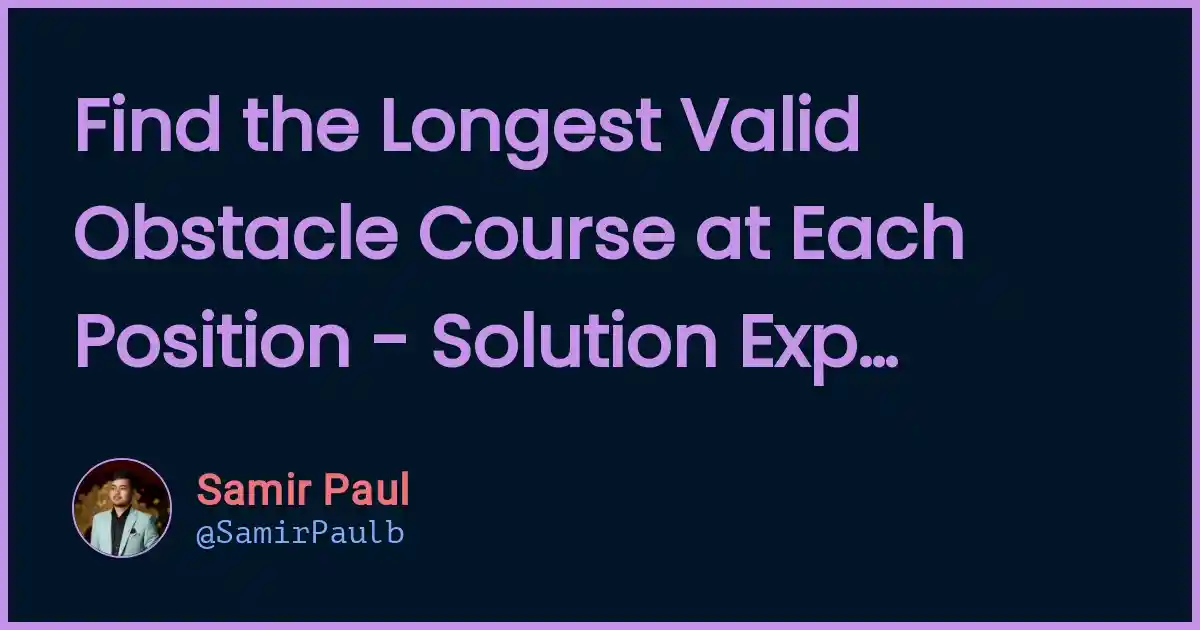 Find the Longest Valid
Obstacle Course at Each
Position - Solution Exp...
Samir Paul
@SamirPaulb